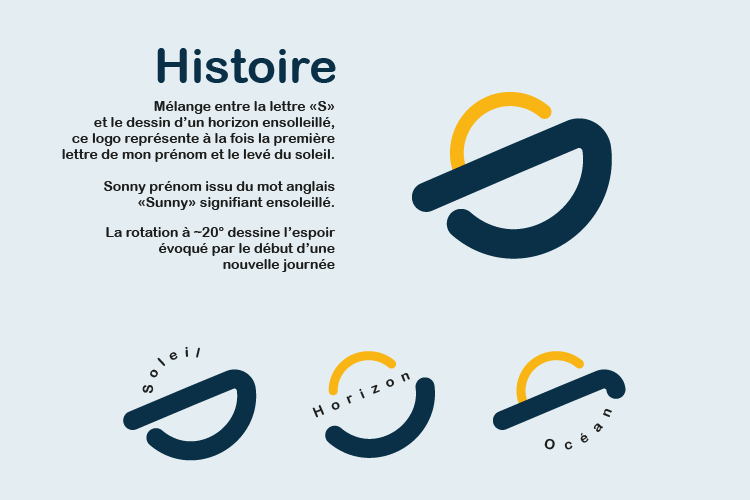 Histoire
Mélange entre la lettre «S»
et le dessin d’un horizon ensolleillé,
ce logo représente à la fois la première
lettre de mon prénom et le levé du soleil.
Sonny prénom issu du mot anglais
«Sunny» signifiant ensoleillé.
La rotation à ~20° dessine l’espoir
évoqué par le début d’une
nouvelle journée
Soleil
Horizon
Océan